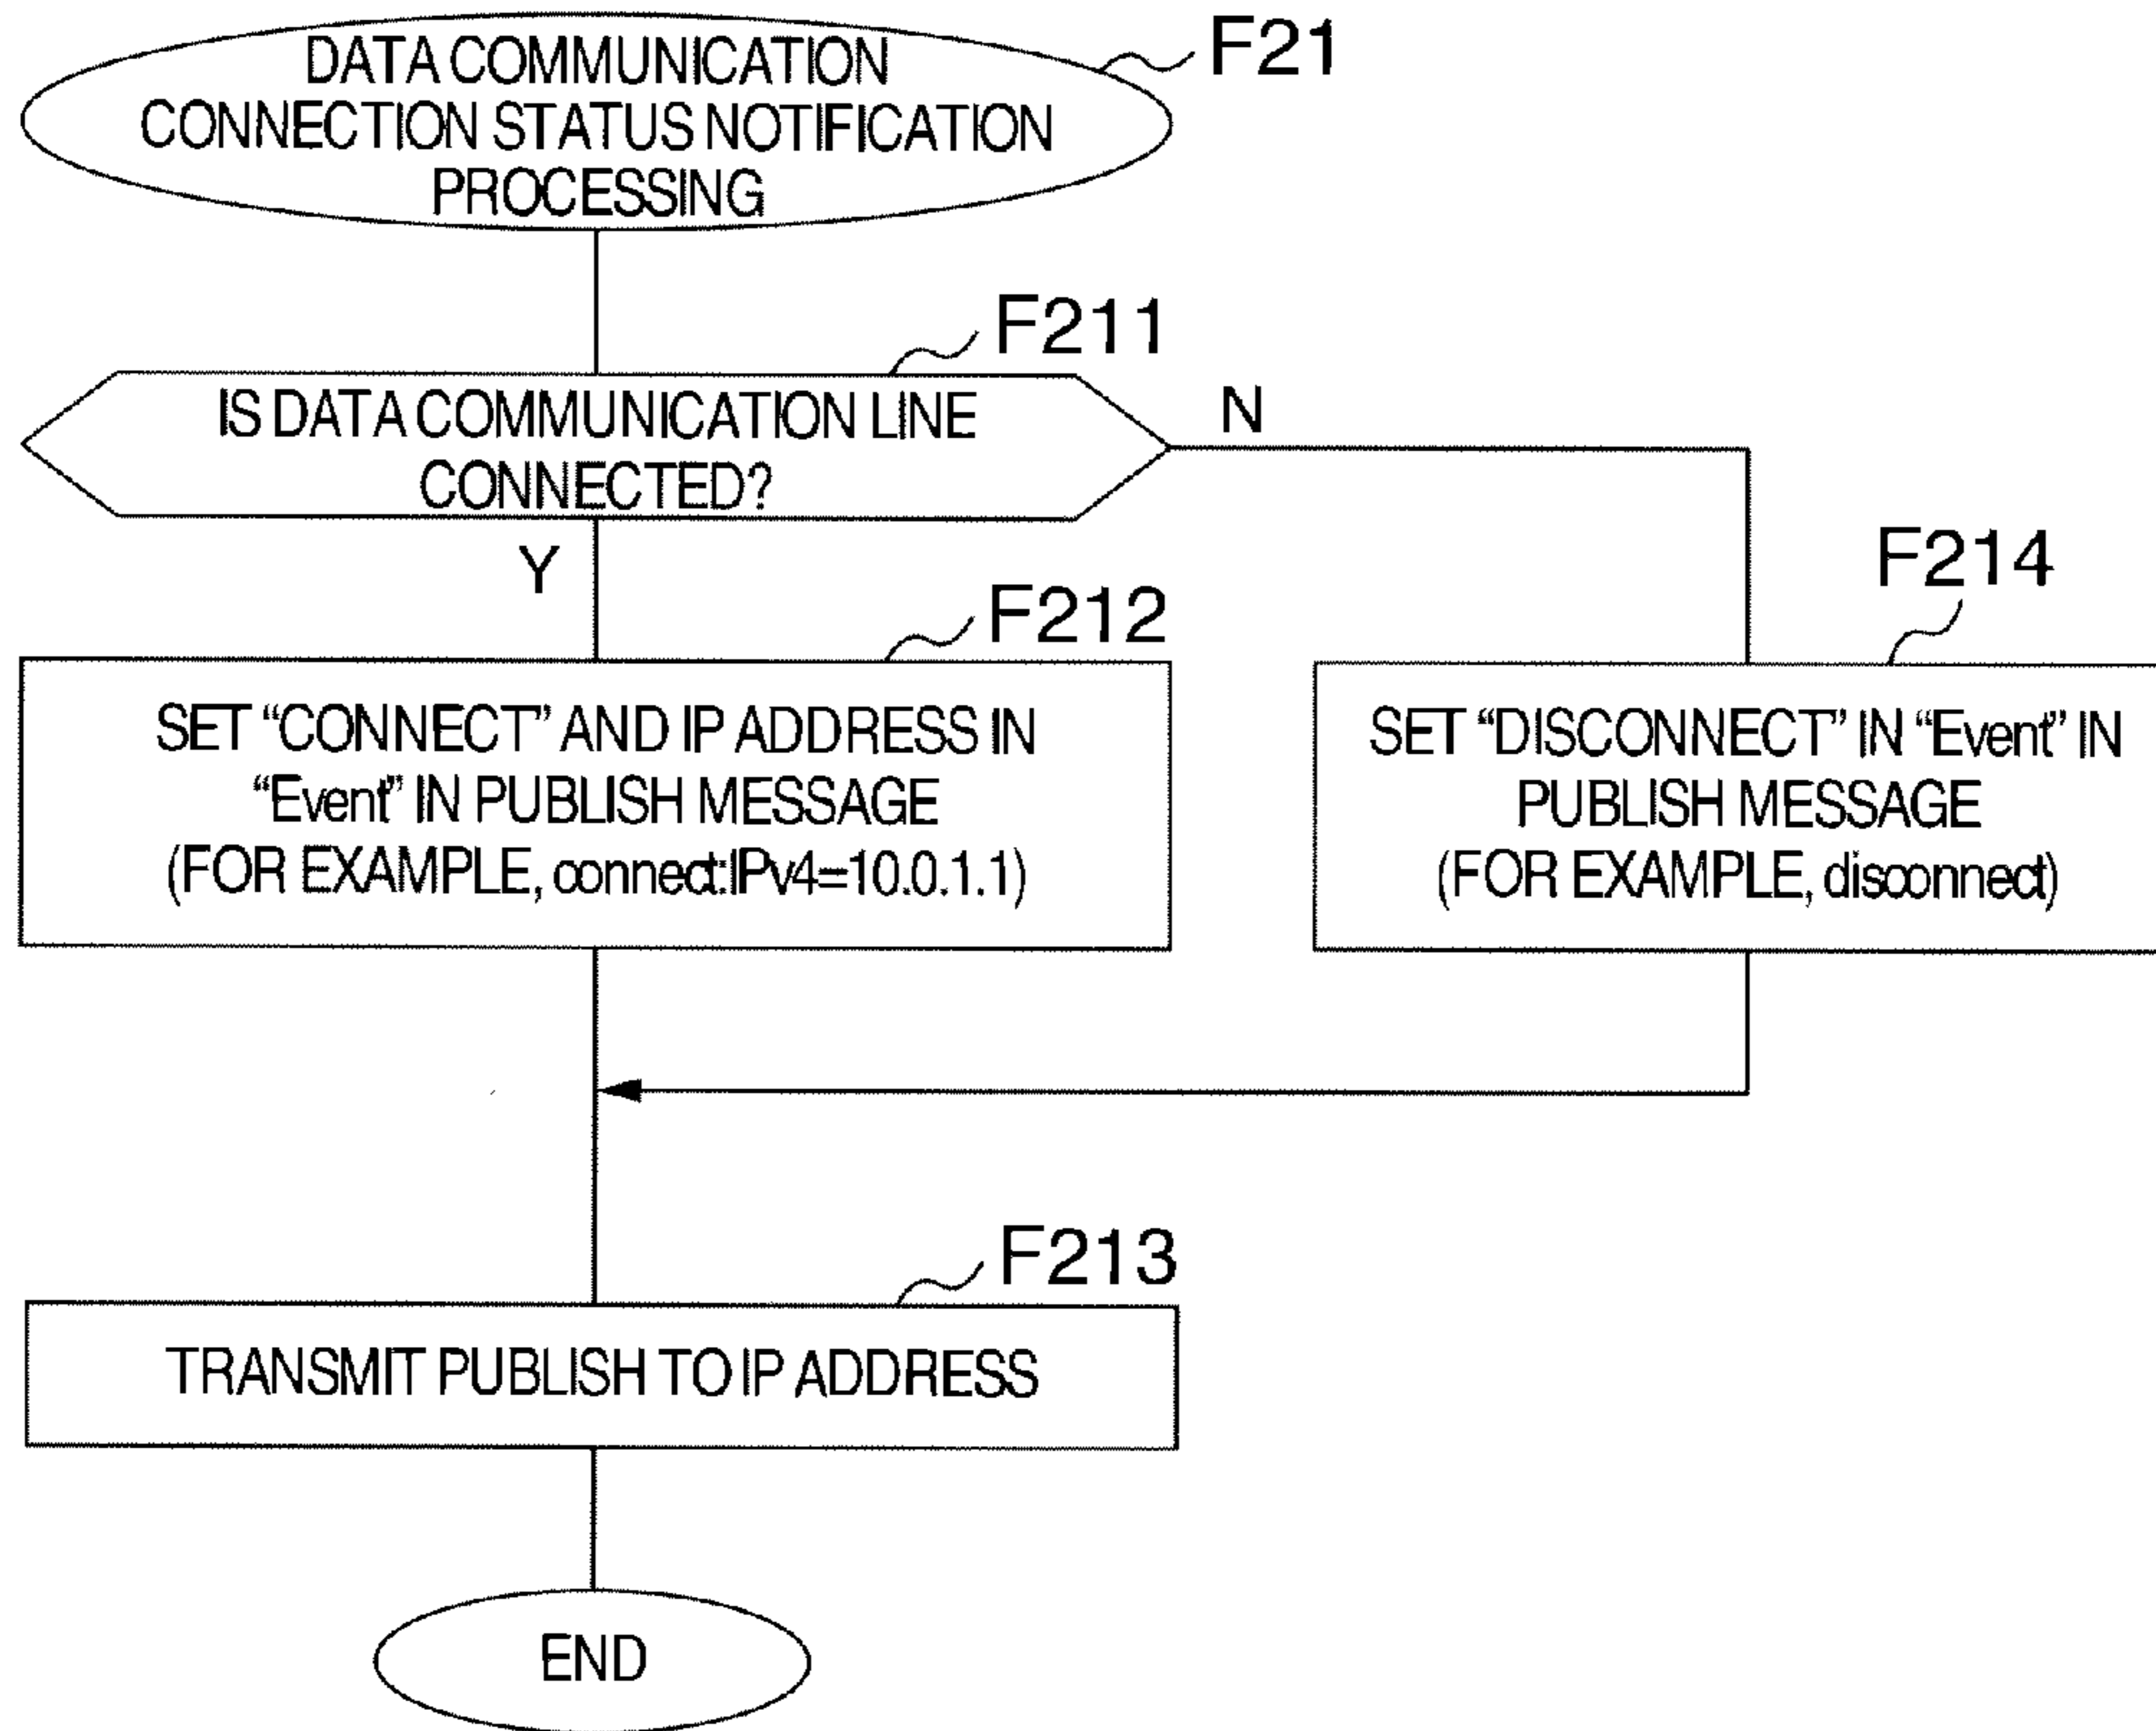 DATA COMMUNICATION
CONNECTION STATUS NOTIFICATION
PROCESSING
F21
F211
IS DATA COMMUNICATION LINE
CONNECTED?
N
Y
F212
SET “CONNECT” AND IP ADDRESS IN
“Event” IN PUBLISH MESSAGE
(FOR EXAMPLE, connect:IPv4=10.0.1.1)
F214
SET “DISCONNECT” IN “Event” IN
PUBLISH MESSAGE
(FOR EXAMPLE, disconnect)
F213
TRANSMIT PUBLISH TO IP ADDRESS
END